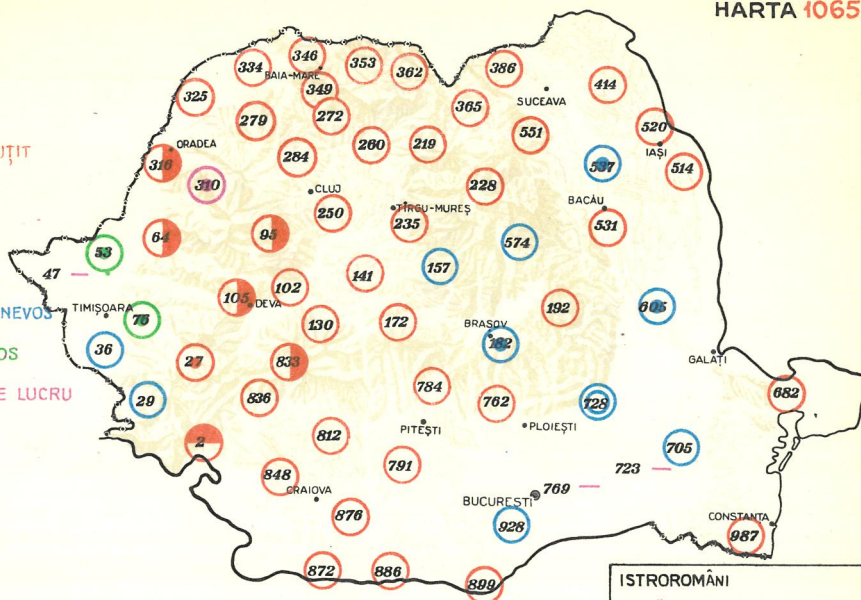 HARTA 1065
346
334
353
362
386
BAIA-MARE
349
325
414
SUCEAVA
365
279
272
520
551
ORADEA
260
219
IAȘI
UȚIT
284
316
537
514
310
228
CLUJ
250
BACĂU
TÎRGU-MUREȘ
235
531
64
95
574
53
157
47
141
102
105
DEVA
192
605
TIMIȘOARA
NEVOS
76
130
172
BRAȘOV
182
36
OS
27
833
GALAȚI
784
E LUCRU
29
836
762
728
682
PITEȘTI
PLOIEȘTI
2
812
705
791
723
848
769
CRAIOVA
BUCUREȘTI
876
928
CONSTANȚA
987
872
886
899
ISTROROMÂNI